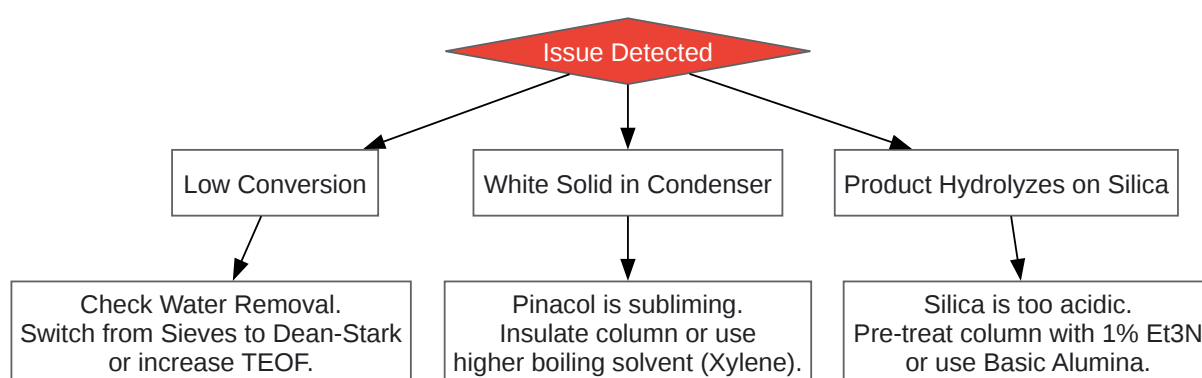 Issue Detected
Low Conversion
White Solid in Condenser
Product Hydrolyzes on Silica
Check Water Removal.
Switch from Sieves to Dean-Stark
or increase TEOF.
Pinacol is subliming.
Insulate column or use
higher boiling solvent (Xylene).
Silica is too acidic.
Pre-treat column with 1% Et3N
or use Basic Alumina.